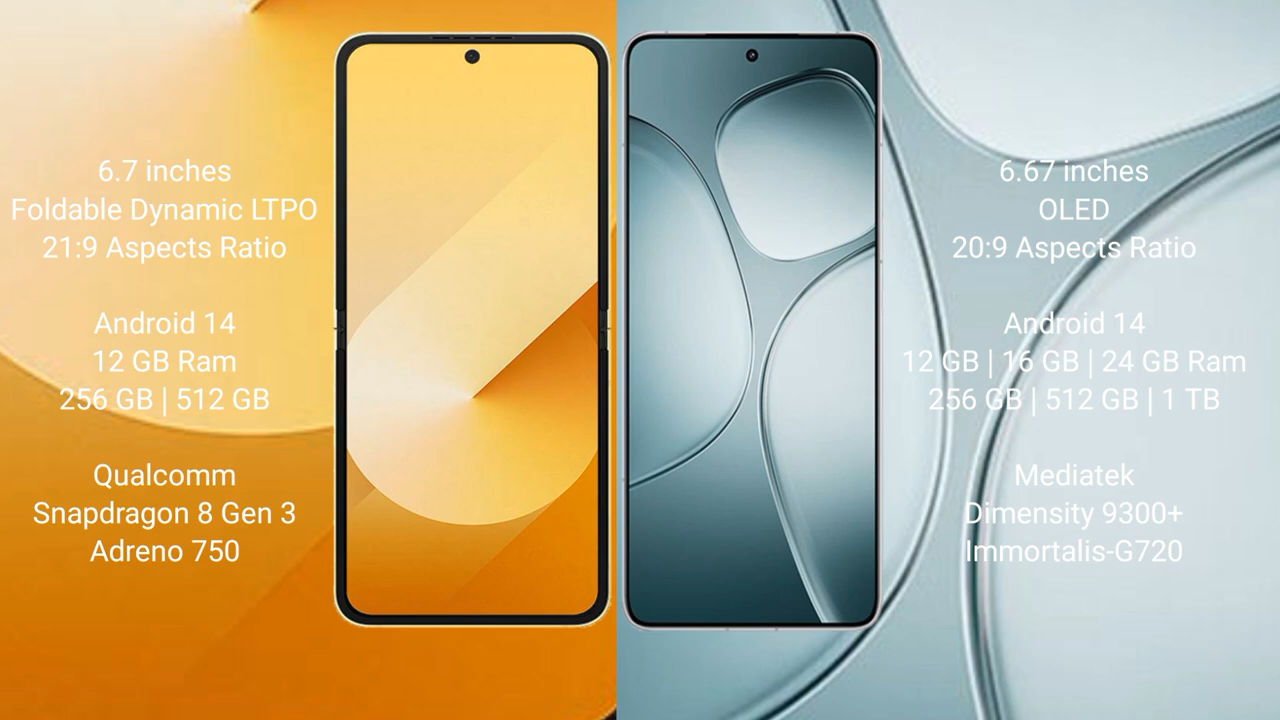 6.7 inches
Foldable Dynamic LTPO
21:9 Aspects Ratio
Android 14
12 GB Ram
256 GB | 512 GB
Qualcomm
Snapdragon 8 Gen 3
Adreno 750
6.67 inches
OLED
20:9 Aspects Ratio
Android 14
12 GB | 16 GB | 24 GB Ram
256 GB | 512 GB | 1 TB
Mediatek
Dimensity 9300+
Immortalis-G720